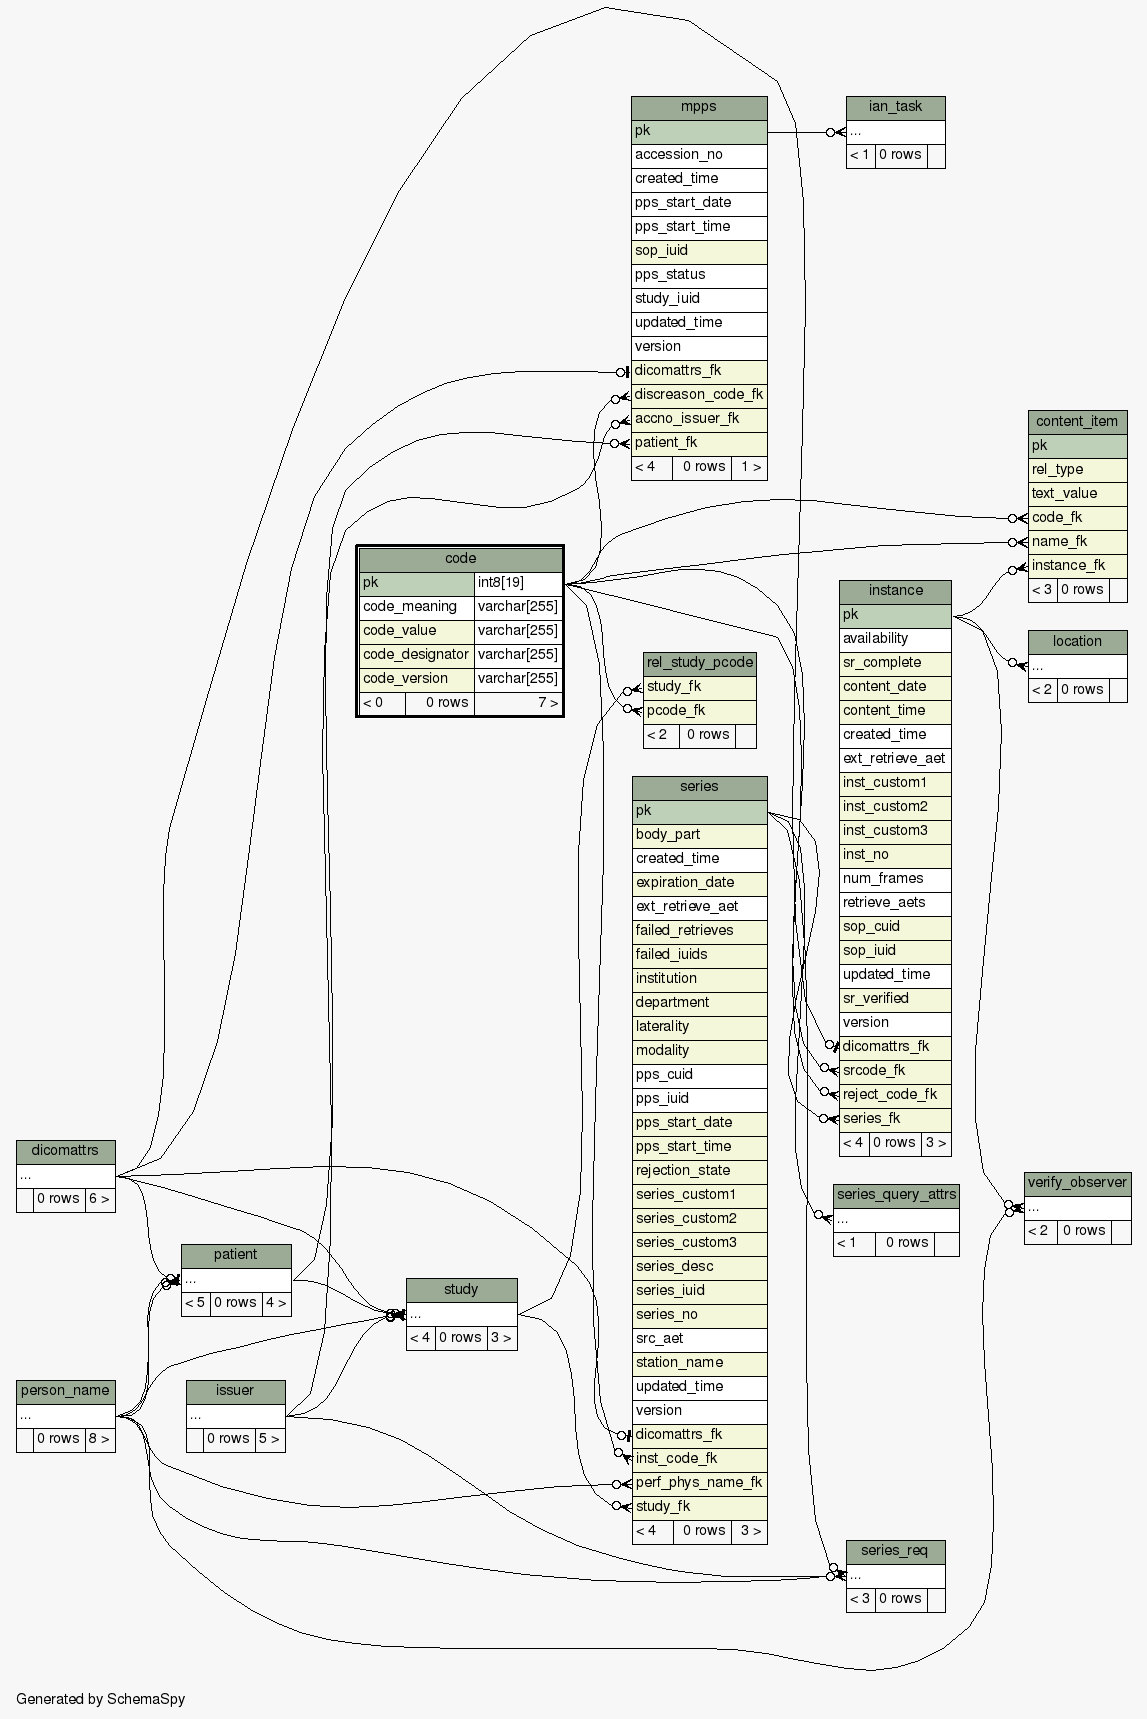 mpps
pk
accession_no
created_time
pps_start_date
pps_start_time
sop_iuid
pps_status
study_iuid
updated_time
version
dicomattrs_fk
discreason_code_fk
accno_issuer_fk
patient_fk
< 4 0 rows 1 >
ian_task
...
< 1 0 rows
content_item
pk
rel_type
text_value
code_fk
name_fk
instance_fk
< 3 0 rows
code
pk int8[19]
code_meaning varchar[255]
code_value varchar[255]
code_designator varchar[255]
code_version varchar[255]
< 0 0 rows 7 >
instance
pk
availability
sr_complete
content_date
content_time
created_time
ext_retrieve_aet
inst_custom1
inst_custom2
inst_custom3
inst_no
num_frames
retrieve_aets
sop_cuid
sop_iuid
updated_time
sr_verified
version
dicomattrs_fk
srcode_fk
reject_code_fk
series_fk
< 4 0 rows 3 >
location
...
< 2 0 rows
rel_study_pcode
study_fk
pcode_fk
< 2 0 rows
series
pk
body_part
created_time
expiration_date
ext_retrieve_aet
failed_retrieves
failed_iuids
institution
department
laterality
modality
pps_cuid
pps_iuid
pps_start_date
pps_start_time
rejection_state
series_custom1
series_custom2
series_custom3
series_desc
series_iuid
series_no
src_aet
station_name
updated_time
version
dicomattrs_fk
inst_code_fk
perf_phys_name_fk
study_fk
< 4 0 rows 3 >
dicomattrs
...
0 rows 6 >
series_query_attrs
...
< 1 0 rows
verify_observer
...
< 2 0 rows
patient
...
< 5 0 rows 4 >
study
...
< 4 0 rows 3 >
person_name
...
0 rows 8 >
issuer
...
0 rows 5 >
series_req
...
< 3 0 rows
Generated by SchemaSpy